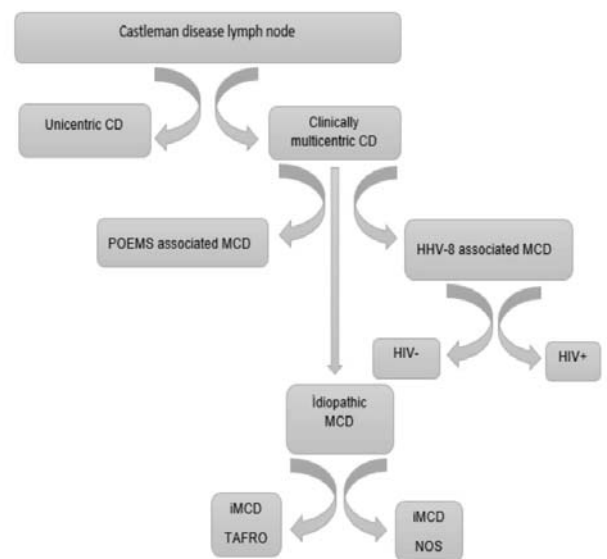 Castleman disease lymph node
Unicentric CD
Clinically
multicentric CD
POEMS associated MCD
HHV-8 associated MCD
HIV-
HIV+
İdiopathic
MCD
iMCD
TAFRO
iMCD
NOS